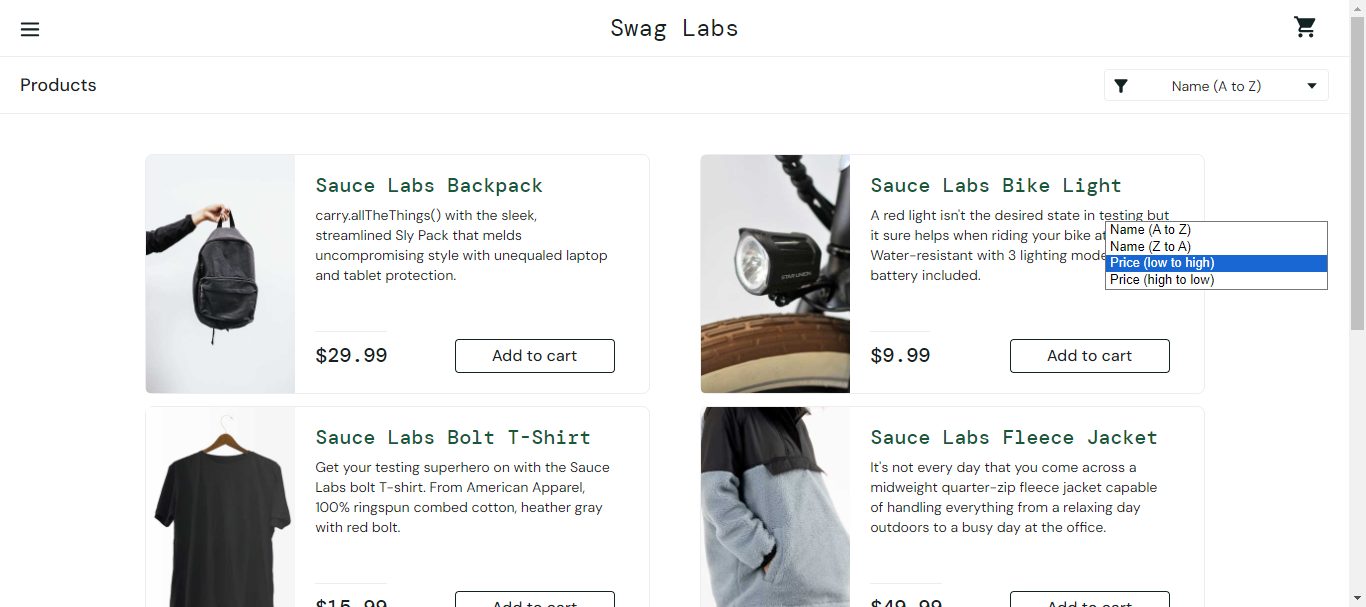 Swag Labs
Products
Name (A to Z)
Sauce Labs Backpack
carry.allTheThings() with the sleek,
streamlined Sly Pack that melds
uncompromising style with unequaled laptop
and tablet protection.
$29.99
Add to cart
Sauce Labs Bike Light
A red light isn't the desired state in testing but
it sure helps when riding your bike at
Water-resistant with 3 lighting mode
battery included.
$9.99
Add to cart
Name (A to Z)
Name (Z to A)
Price (low to high)
Price (high to low)
Sauce Labs Bolt T-Shirt
Get your testing superhero on with the Sauce
Labs bolt T-shirt. From American Apparel,
100% ringspun combed cotton, heather gray
with red bolt.
$15.99
Add to cart
Sauce Labs Fleece Jacket
It's not every day that you come across a
midweight quarter-zip fleece jacket capable
of handling everything from a relaxing day
outdoors to a busy day at the office.
$49.99
Add to cart